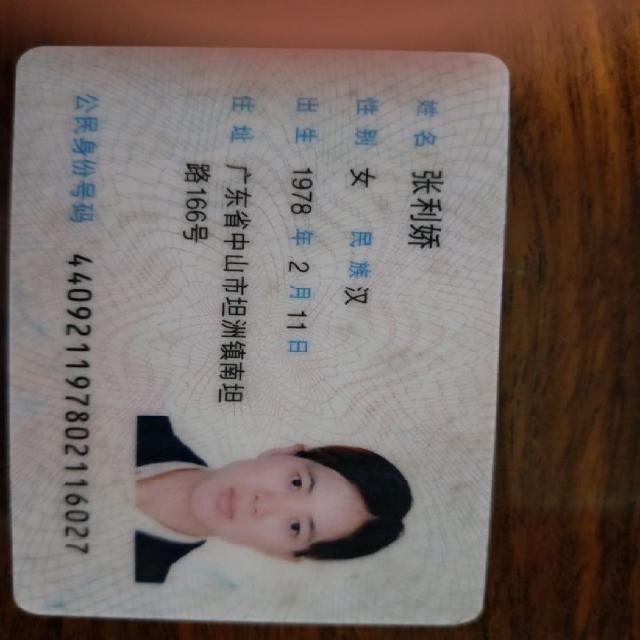 姓名 张利娇
性别 女 民族 汉
出生 1978 年 2 月 11 日
住址 广东省中山市坦洲镇南坦
路166号
公民身份号码 440921197802116027